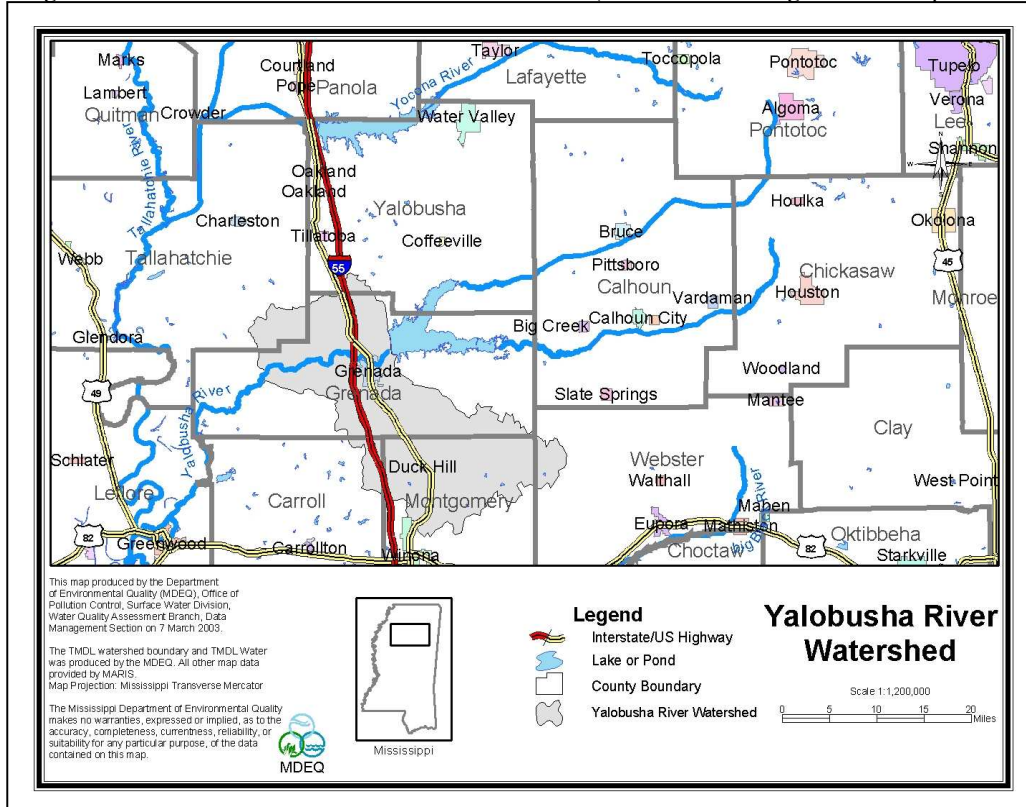 Marks
Courtland
Pope
Panola
Taylor
Lafayette
Toccopola
Pontotoc
Tupelo
Lambert
Quitman
Crowder
Yocona River
Water Valley
Algoma
Pontotoc
Verona
Lee
Shannon
Tallahatchie River
Oakland
Oakland
N
W
E
S
Charleston
Yalobusha
Houlka
Okolona
Tillatoba
Coffeeville
Bruce
Webb
Tallahatchie
55
Pittsboro
Calhoun
Chickasaw
45
Vardaman
Houston
Monroe
Glendora
Big Creek
Calhoun City
49
Grenada
Grenada
Woodland
Yalobusha River
Slate Springs
Mantee
Clay
Schlater
Duck Hill
Webster
Walthall
West Point
Leflore
Carroll
Montgomery
Maben
82
Eupora
Mathiston
Oktibbeha
Greenwood
Carrollton
Winona
Choctaw
82
Starkville
This map produced by the Department
of Environmental Quality (MDEQ), Office of
Pollution Control, Surface Water Division,
Water Quality Assessment Branch, Data
Management Section on 7 March 2003.
The TMDL watershed boundary and TMDL Water
was produced by the MDEQ. All other map data
provided by MARIS.
Map Projection: Mississippi Transverse Mercator
The Mississippi Department of Environmental Quality
makes no warranties, expressed or implied, as to the
accuracy, completeness, currentness, reliability, or
suitability for any particular purpose, of the data
contained on this map.
MDEQ
Mississippi
Legend
Interstate/US Highway
Lake or Pond
County Boundary
Yalobusha River Watershed
Yalobusha River
Watershed
Scale 1:1,200,000
0 5 10 15 20
Miles